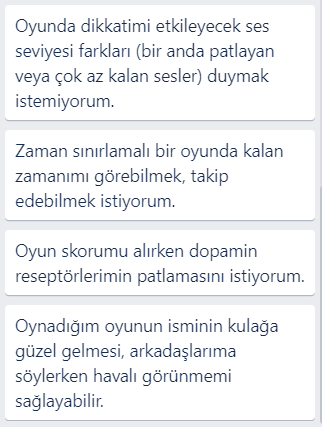 Oyunda dikkatimi etkileyecek ses
seviyesi farkları (bir anda patlayan
veya çok az kalan sesler) duymak
istemiyorum.
Zaman sınırlamalı bir oyunda kalan
zamanımı görebilmek, takip
edebilmek istiyorum.
Oyun skorumu alırken dopamin
reseptörlerimin patlamasını istiyorum.
Oynadığım oyunun isminin kulağa
güzel gelmesi, arkadaşlarıma
söylerken havalı görünmemi
sağlayabilir.